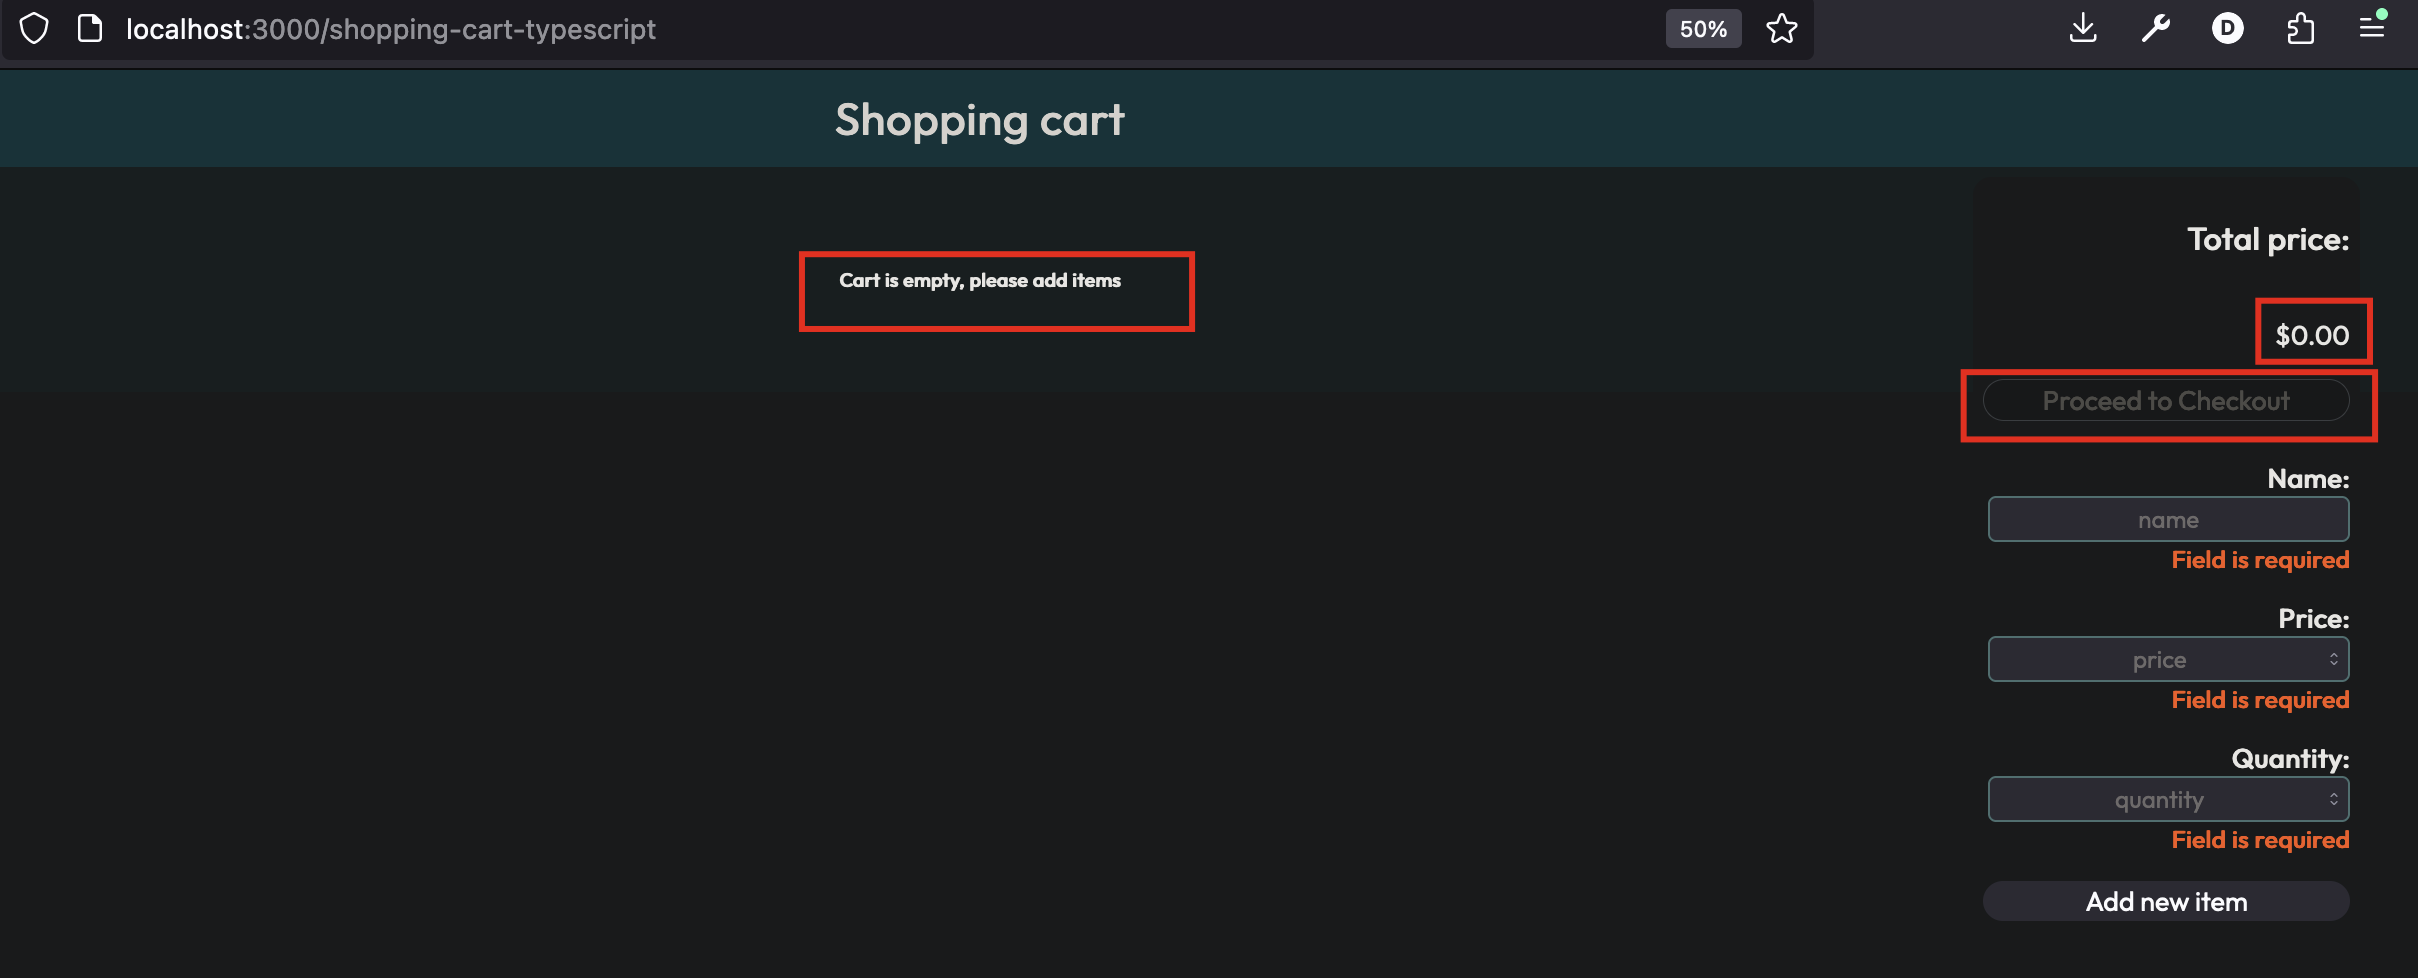 localhost:3000/shopping-cart-typescript
50%
D
Shopping cart
Cart is empty, please add items
Total price:
$0.00
Proceed to Checkout
Name:
name
Field is required
Price:
price
Field is required
Quantity:
quantity
Field is required
Add new item